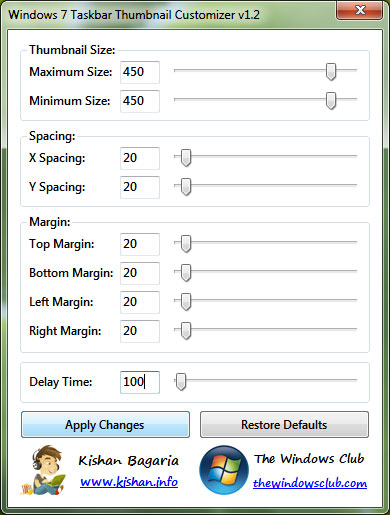 Windows 7 Taskbar Thumbnail Customizer v1.2
Thumbnail Size:
Maximum Size: 450
Minimum Size: 450
Spacing:
X Spacing: 20
Y Spacing: 20
Margin:
Top Margin: 20
Bottom Margin: 20
Left Margin: 20
Right Margin: 20
Delay Time: 100
Apply Changes Restore Defaults
Kishan Bagaria The Windows Club
www.kishan.info thewindowsclub.com